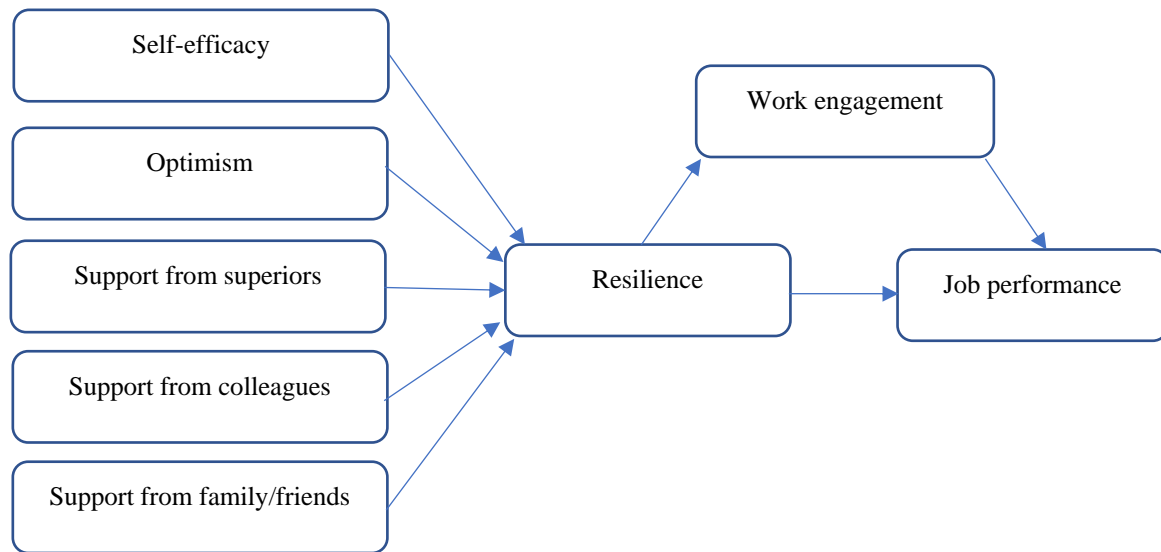 Self-efficacy
Optimism
Support from superiors
Support from colleagues
Support from family/friends
Resilience
Work engagement
Job performance